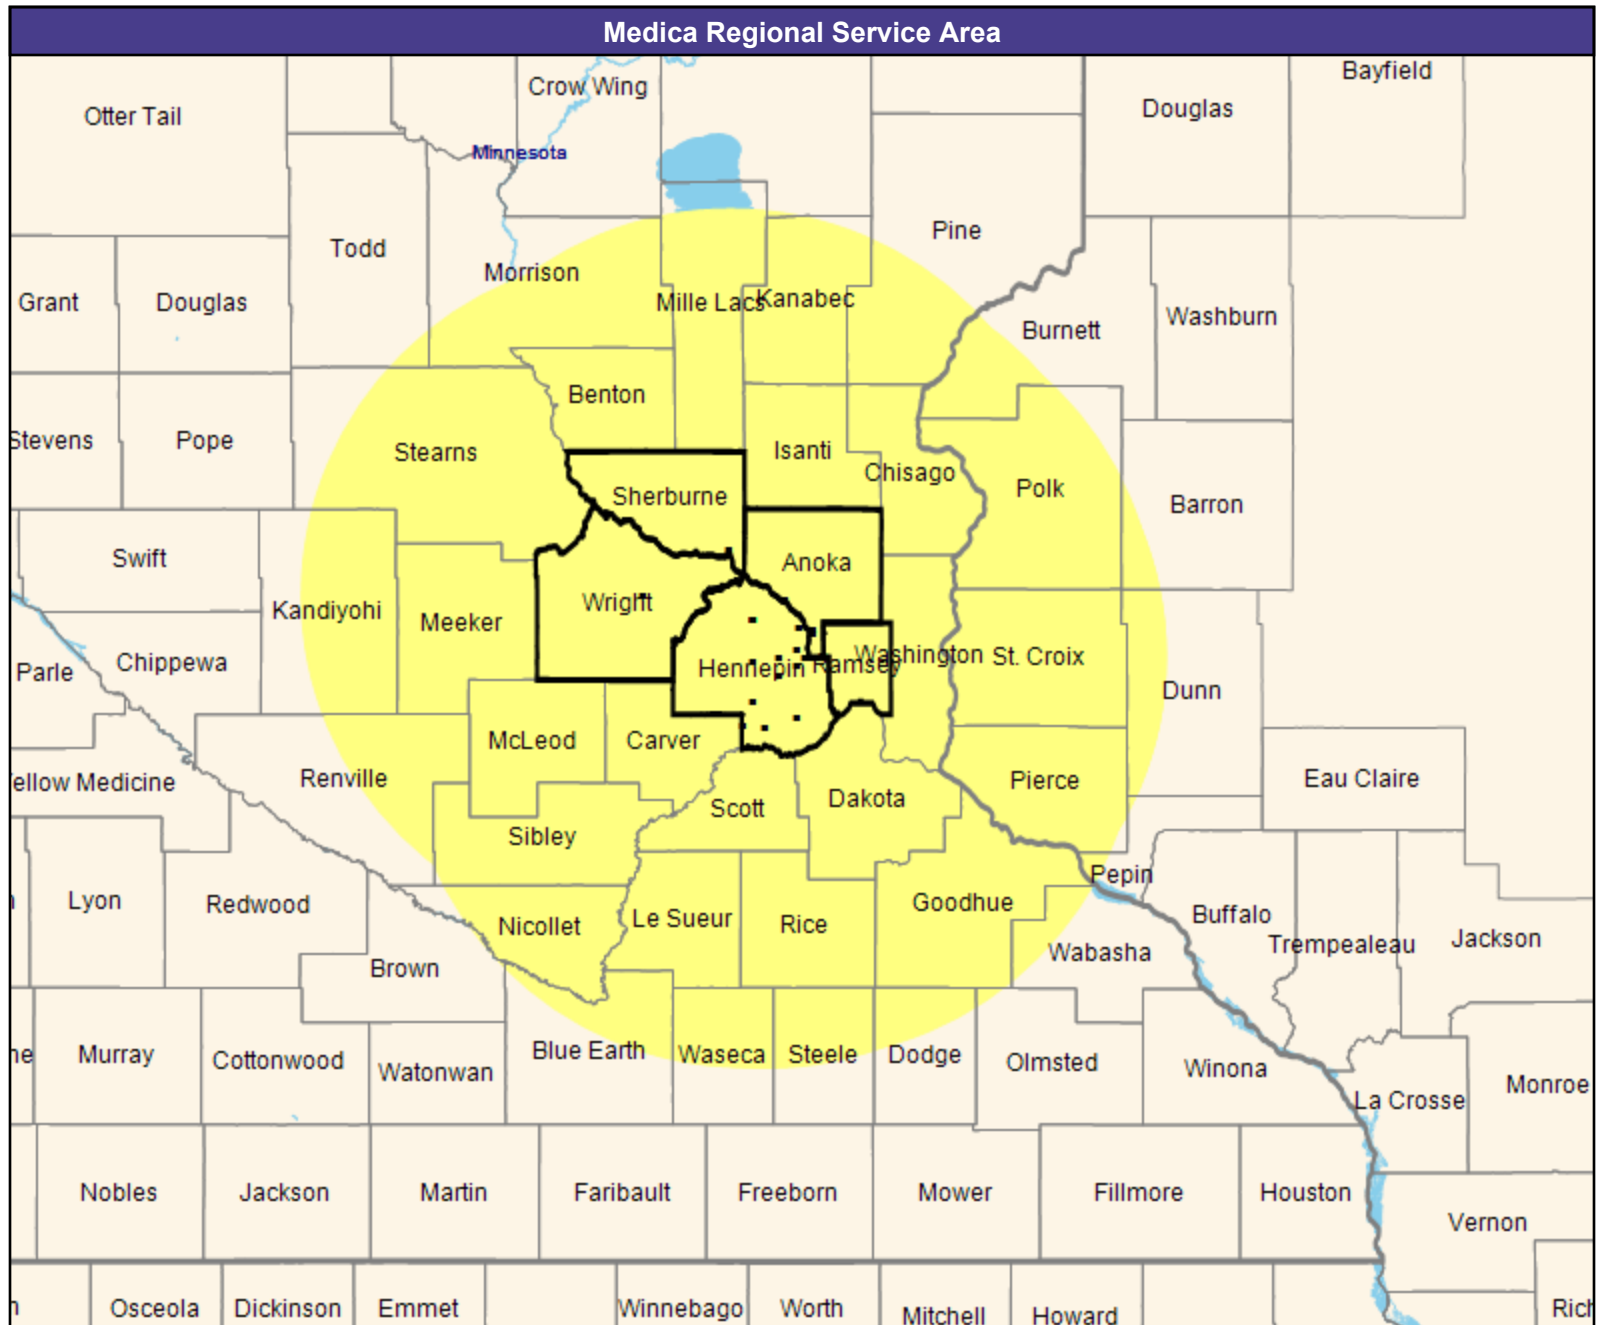 Medica Regional Service Area
Bayfield
Crow Wing
Douglas
Otter Tail
Minnesota
Pine
Todd
Morrison
Mille Lacs
Kanabec
Grant
Douglas
Washburn
Burnett
Benton
Stevens
Pope
Stearns
Isanti
Chisago
Polk
Sherburne
Barron
Swift
Anoka
Wright
Kandiyohi
Meeker
Washington
St. Croix
Hennepin
Ramsey
Parle
Chippewa
Dunn
McLeod
Carver
Renville
Pierce
Eau Claire
ellow Medicine
Dakota
Scott
Sibley
Pepin
Lyon
Redwood
Goodhue
Le Sueur
Nicollet
Rice
Buffalo
Trempealeau
Jackson
Wabasha
Brown
ne
Murray
Cottonwood
Watonwan
Blue Earth
Waseca
Steele
Dodge
Olmsted
Winona
La Crosse
Monroe
Nobles
Jackson
Martin
Faribault
Freeborn
Mower
Fillmore
Houston
Vernon
Osceola
Dickinson
Emmet
Winnebago
Worth
Mitchell
Howard
Rich